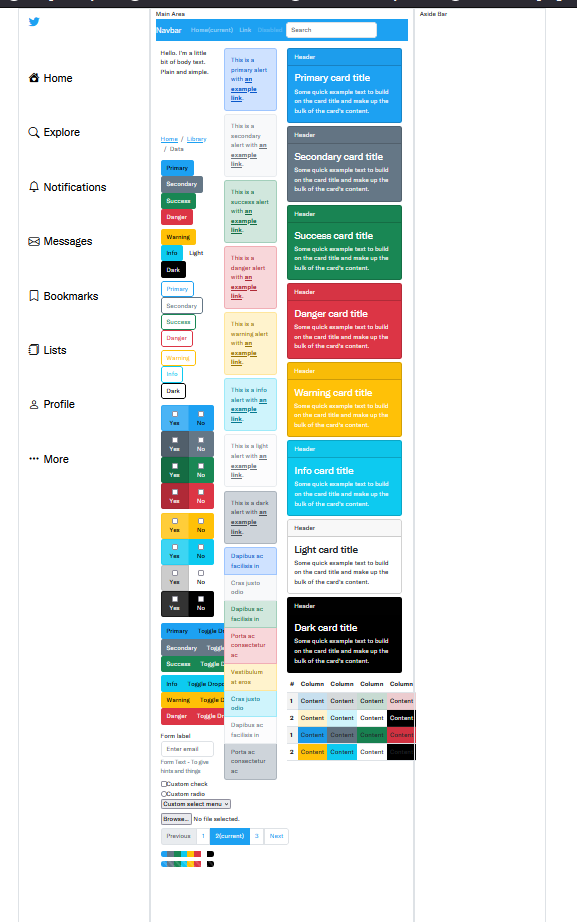 Main Area
Aside Bar
Home
Explore
Notifications
Messages
Bookmarks
Lists
Profile
More
Navbar
Home(current)
Link
Disabled
Search
Hello. I'm a little
bit of body text.
Plain and simple.
Home / Library
/ Data
Primary
Secondary
Success
Danger
Warning
Info
Light
Dark
Primary
Secondary
Success
Danger
Warning
Info
Dark
Yes No
Yes No
Yes No
Yes No
Yes No
Yes No
Yes No
Yes No
Primary Toggle Dr
Secondary Toggle
Success Toggle D
Info Toggle Dropd
Warning Toggle Dr
Danger Toggle Dr
Form label
Enter email
Form Text - To give
hints and things
Custom check
Custom radio
Custom select menu
Browse... No file selected.
Previous 1 2(current) 3 Next
This is a
primary alert
with an
example
link.
This is a
secondary
alert with an
example
link.
This is a
success alert
with an
example
link.
This is a
danger alert
with an
example
link.
This is a
warning alert
with an
example
link.
This is a info
alert with an
example
link.
This is a light
alert with an
example
link.
This is a dark
alert with an
example
link.
Dapibus ac
facilisis in
Cras justo
odio
Dapibus ac
facilisis in
Porta ac
consectetur
ac
Vestibulum
at eros
Cras justo
odio
Dapibus ac
facilisis in
Porta ac
consectetur
ac
Header
Primary card title
Some quick example text to build
on the card title and make up the
bulk of the card's content.
Header
Secondary card title
Some quick example text to build
on the card title and make up the
bulk of the card's content.
Header
Success card title
Some quick example text to build
on the card title and make up the
bulk of the card's content.
Header
Danger card title
Some quick example text to build
on the card title and make up the
bulk of the card's content.
Header
Warning card title
Some quick example text to build
on the card title and make up the
bulk of the card's content.
Header
Info card title
Some quick example text to build
on the card title and make up the
bulk of the card's content.
Header
Light card title
Some quick example text to build
on the card title and make up the
bulk of the card's content.
Header
Dark card title
Some quick example text to build
on the card title and make up the
bulk of the card's content.
# Column Column Column Column
1 Content Content Content Content
2 Content Content Content Content
1 Content Content Content Content
2 Content Content Content Content